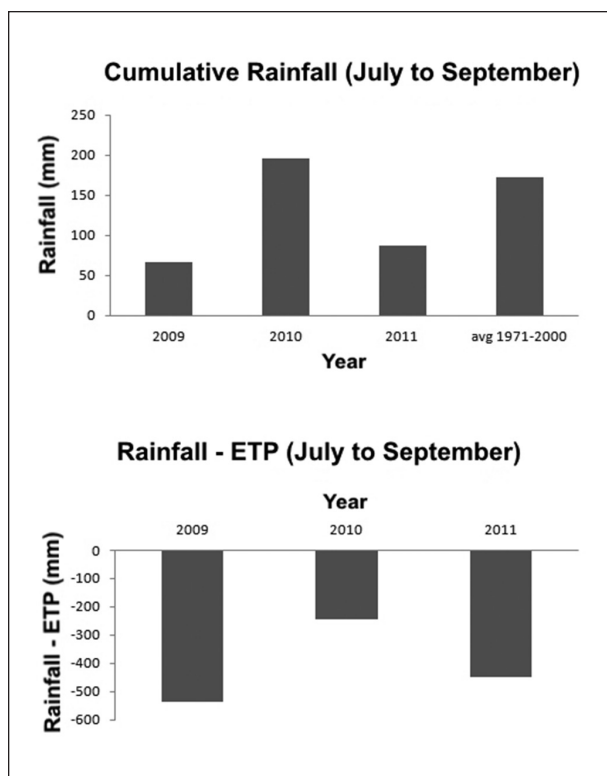 Cumulative Rainfall (July to September)
Rainfall (mm)
250
200
150
100
50
0
2009 2010 2011 avg 1971-2000
Year
Rainfall - ETP (July to September)
Year
2009 2010 2011
Rainfall - ETP (mm)
0
-100
-200
-300
-400
-500
-600